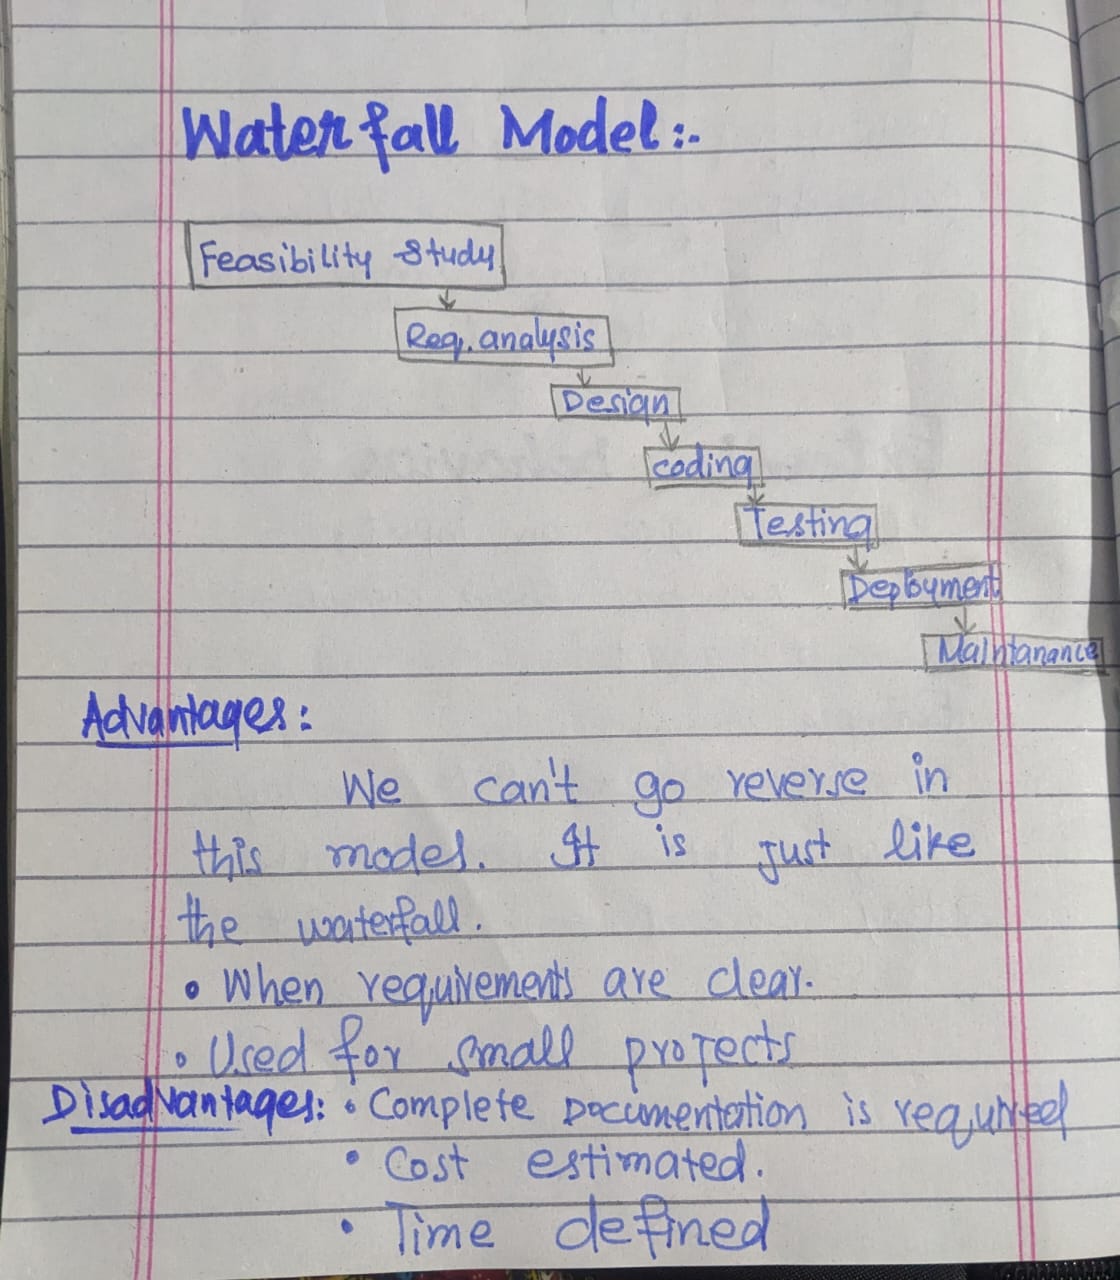 Waterfall Model :-
Feasibility Study
Req. analysis
Design
coding
Testing
Deployment
Maintanance
Advantages :
We can't go reverse in
this model. It is just like
the waterfall.
• When requirements are clear.
• Used for small projects
Disadvantages: • Complete Documentation is required
• Cost estimated.
• Time defined